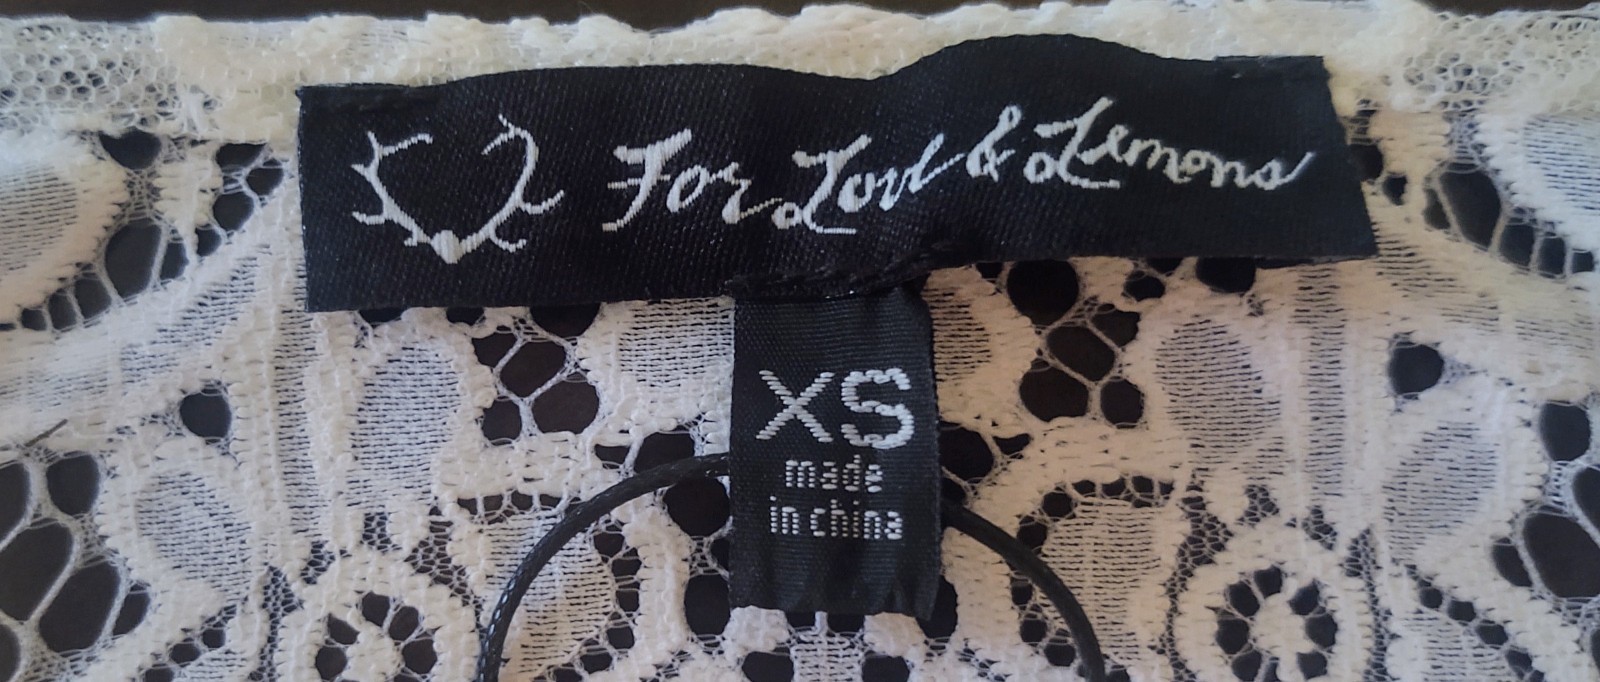 For Love & Lemons
XS
made
in china